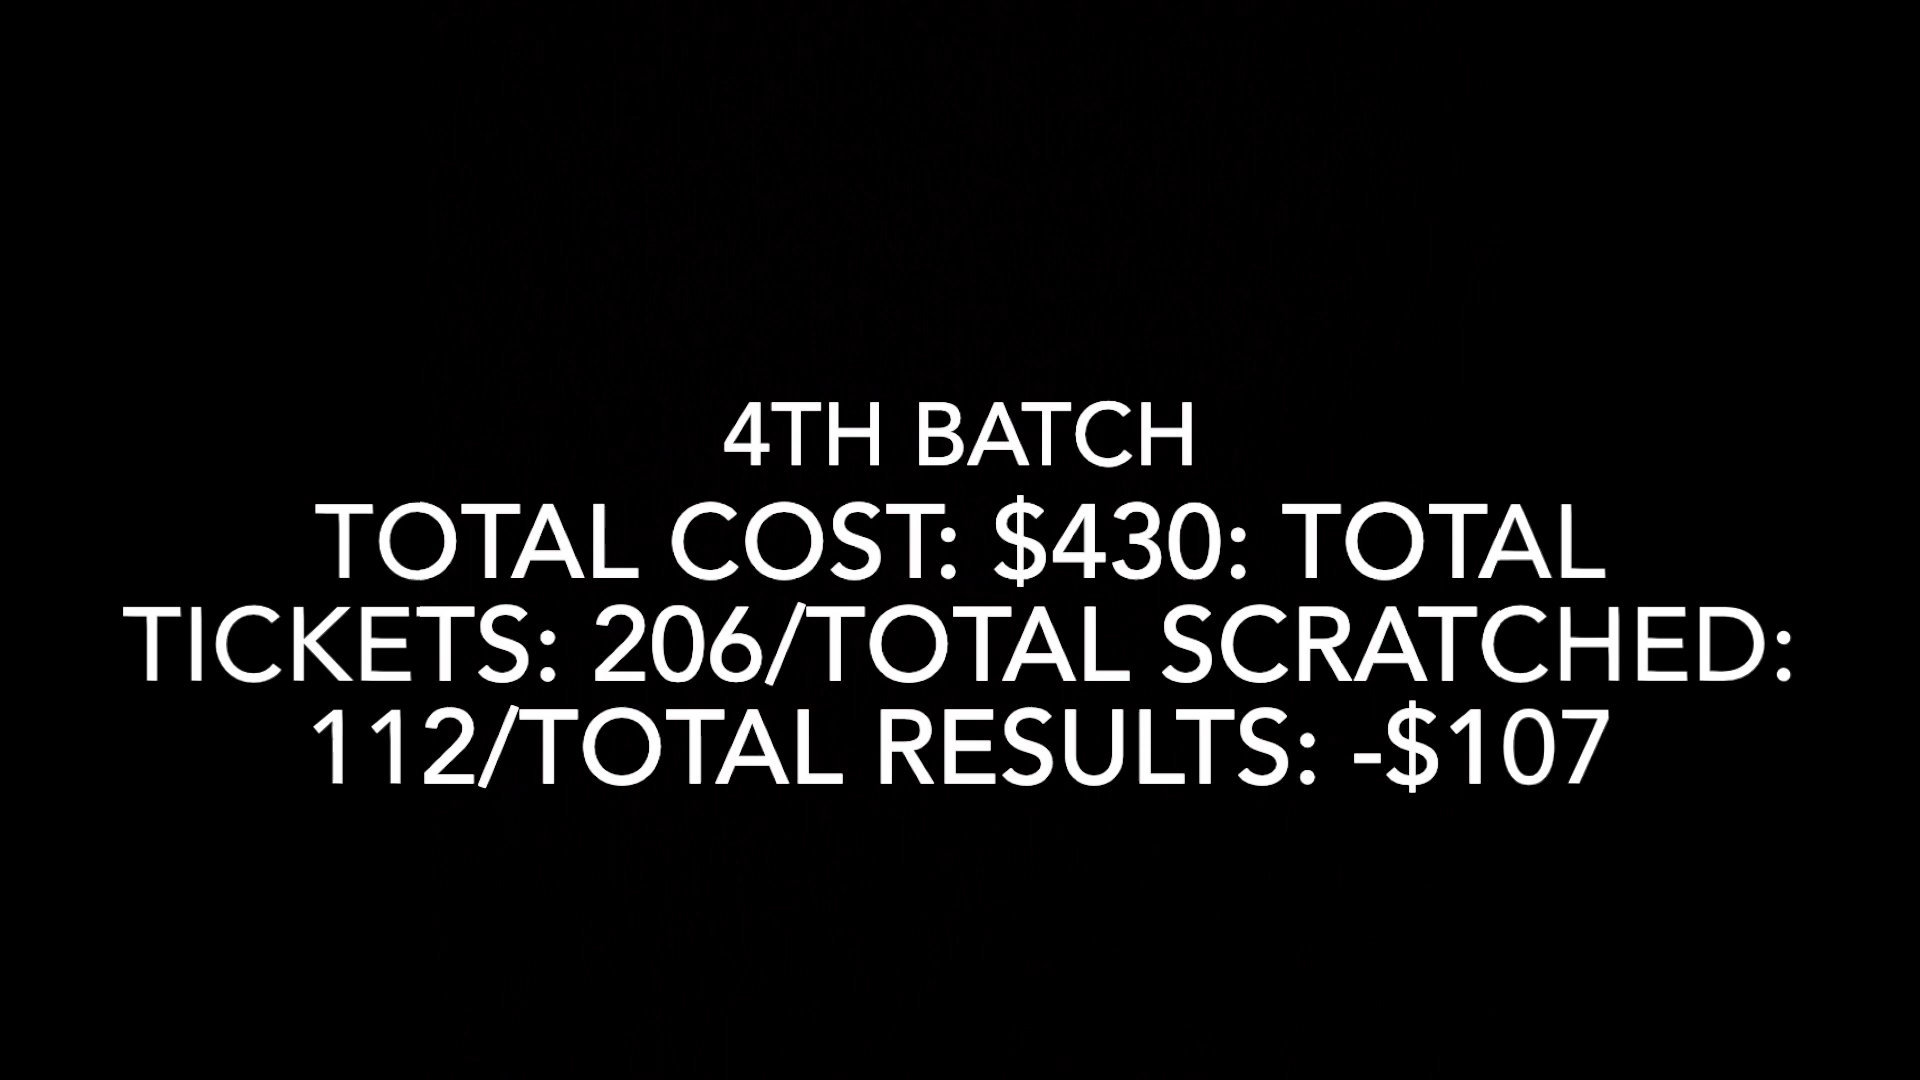 4TH BATCH
TOTAL COST: $430: TOTAL
TICKETS: 206/TOTAL SCRATCHED:
112/TOTAL RESULTS: -$107